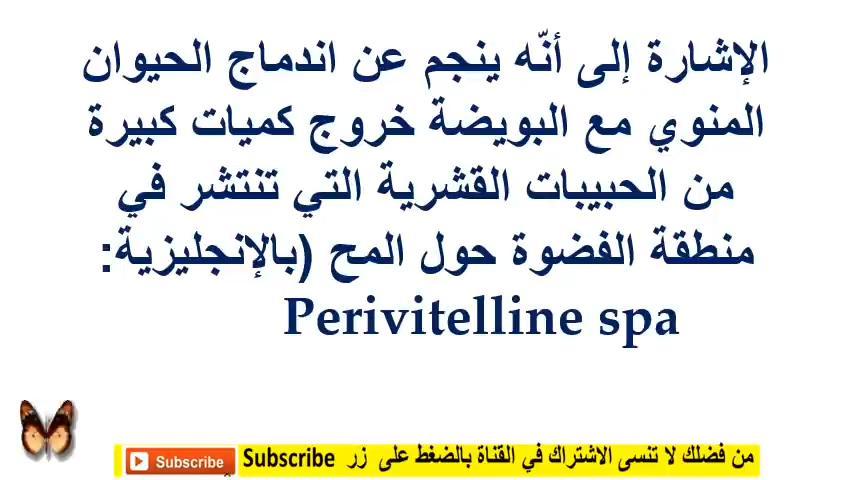 الإشارة إلى أنّه ينجم عن اندماج الحيوان
المنوي مع البويضة خروج كميات كبيرة
من الحبيبات القشرية التي تنتشر في
منطقة الفضوة حول المح (بالإنجليزية:
Perivitelline spa
من فضلك لا تنسى الاشتراك في القناة بالضغط على زر Subscribe Subscribe